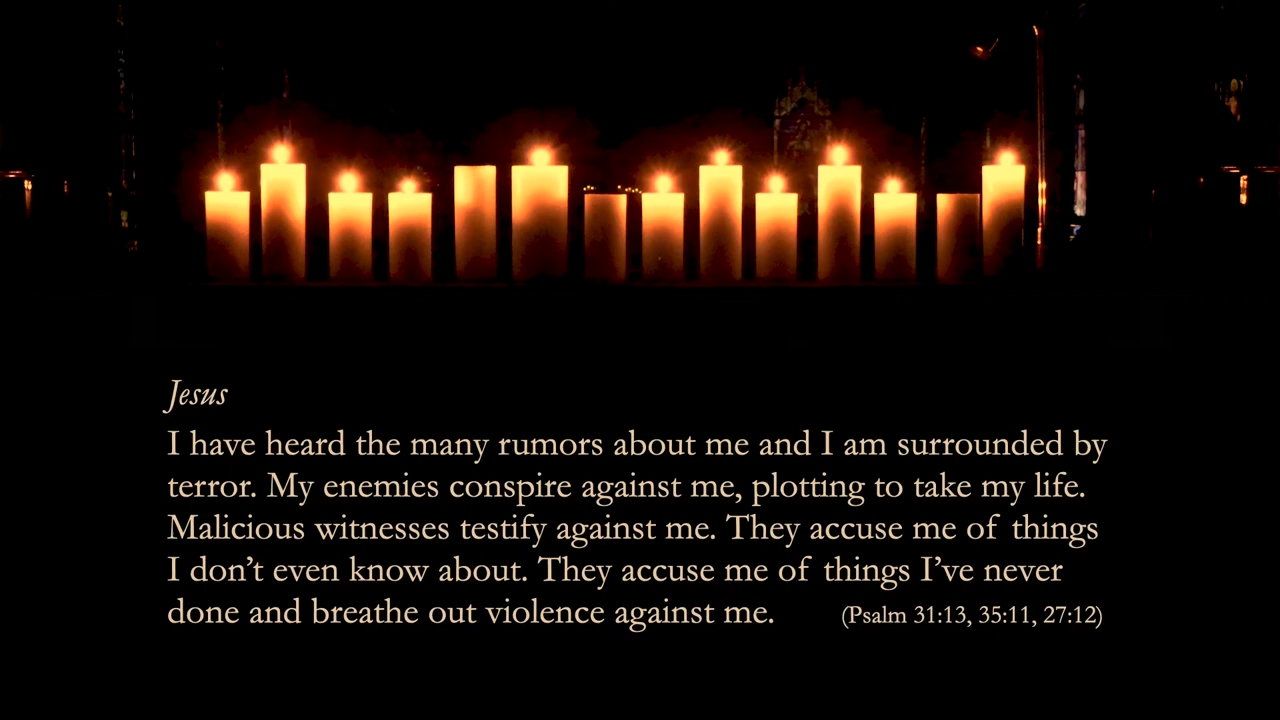 Jesus
I have heard the many rumors about me and I am surrounded by
terror. My enemies conspire against me, plotting to take my life.
Malicious witnesses testify against me. They accuse me of things
I don’t even know about. They accuse me of things I’ve never
done and breathe out violence against me. (Psalm 31:13, 35:11, 27:12)